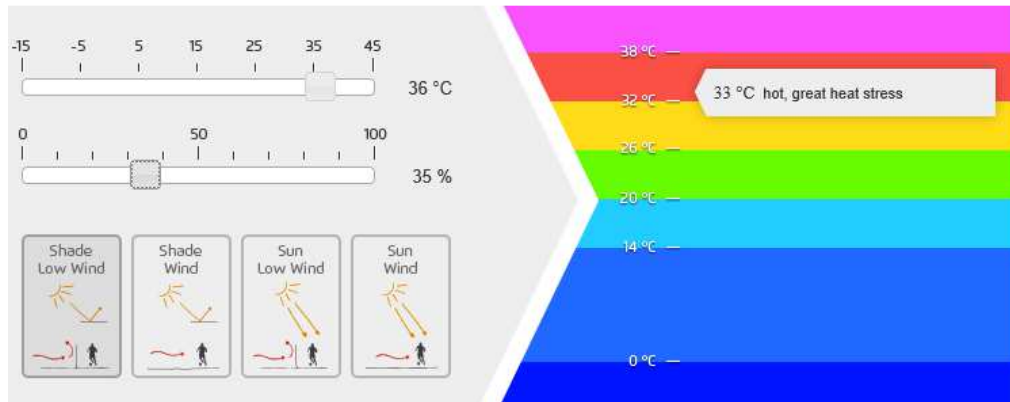 -15 -5 5 15 25 35 45
36 °C
0 50 100
35 %
Shade
Low Wind
Shade
Wind
Sun
Low Wind
Sun
Wind
38 °C
33 °C hot, great heat stress
32 °C
26 °C
20 °C
14 °C
0 °C